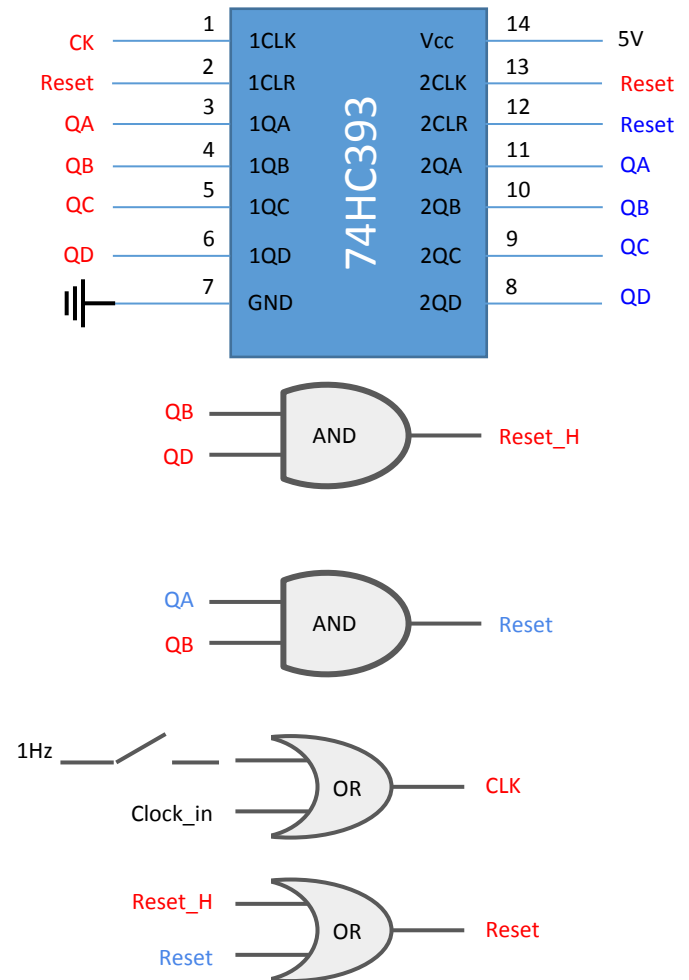 CK 1 1CLK Vcc 14 5V
Reset 2 1CLR 2CLK 13 Reset
QA 3 1QA 2CLR 12 Reset
QB 4 1QB 2QA 11 QA
QC 5 1QC 2QB 10 QB
QD 6 1QD 2QC 9 QC
7 GND 2QD 8 QD
74HC393
QB
QD
AND
Reset_H
QA
QB
AND
Reset
1Hz
Clock_in
OR
CLK
Reset_H
Reset
OR
Reset